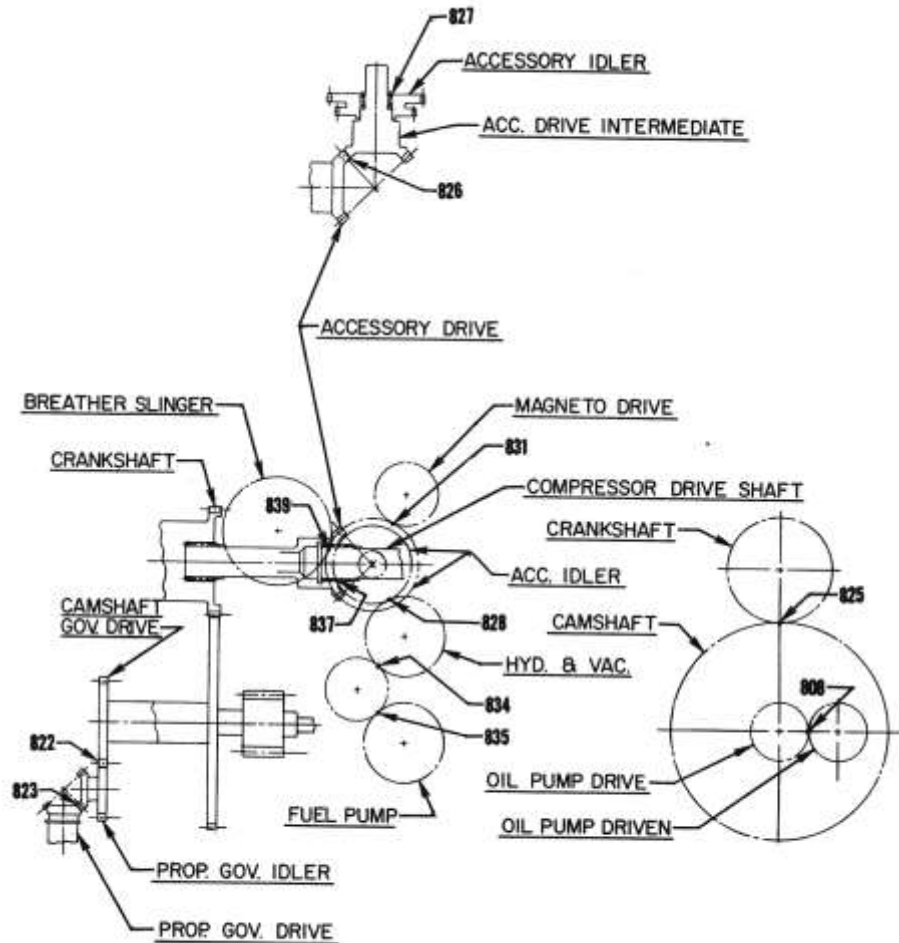 827
ACCESSORY IDLER
ACC. DRIVE INTERMEDIATE
826
ACCESSORY DRIVE
BREATHER SLINGER
MAGNETO DRIVE
831
CRANKSHAFT
COMPRESSOR DRIVE SHAFT
839
CRANKSHAFT
ACC. IDLER
CAMSHAFT
GOV. DRIVE
837
828
825
CAMSHAFT
HYD. & VAC.
834
808
822
835
823
OIL PUMP DRIVE
FUEL PUMP
OIL PUMP DRIVEN
PROP. GOV. IDLER
PROP. GOV. DRIVE